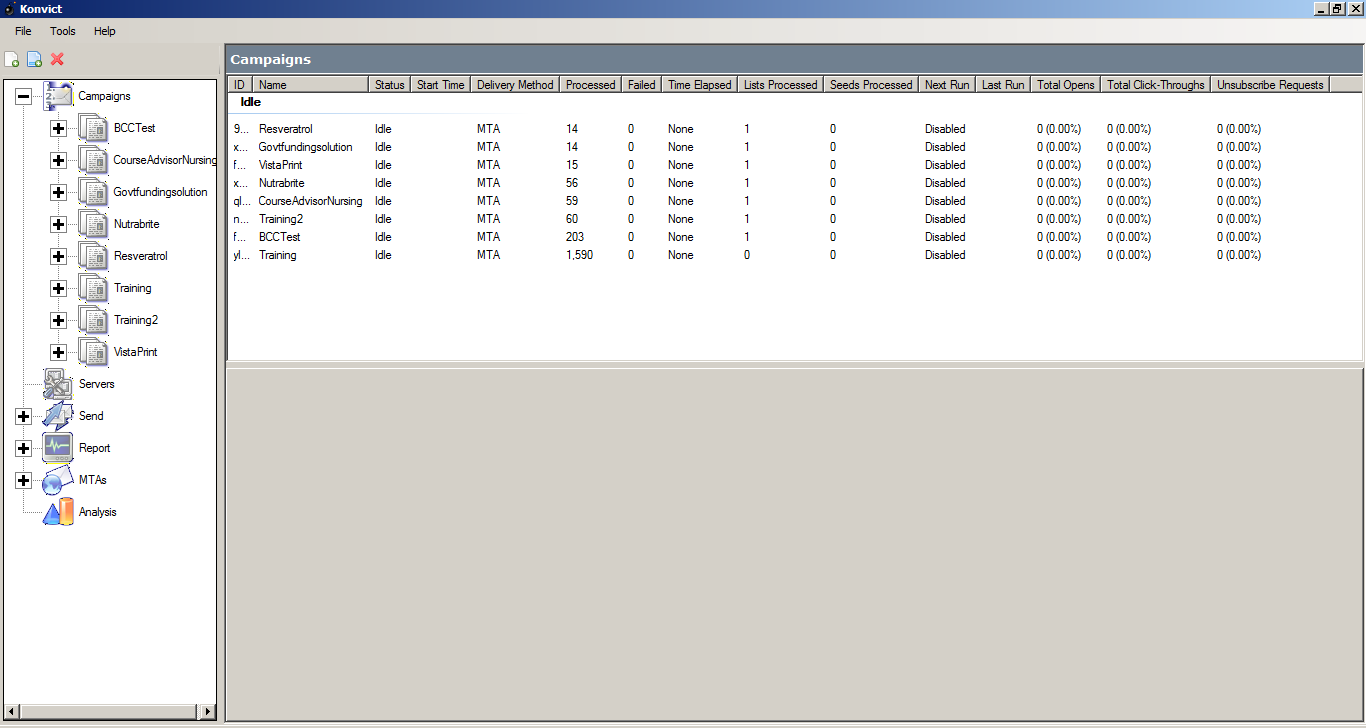 Konvict
File Tools Help
Campaigns
BCCTest
CourseAdvisorNursing
Govtfundingsolution
Nutrabrite
Resveratrol
Training
Training2
VistaPrint
Servers
Send
Report
MTAs
Analysis
Campaigns
ID Name Status Start Time Delivery Method Processed Failed Time Elapsed Lists Processed Seeds Processed Next Run Last Run Total Opens Total Click-Throughs Unsubscribe Requests
Idle
9... Resveratrol Idle MTA 14 0 None 1 0 Disabled 0 (0.00%) 0 (0.00%) 0 (0.00%)
x... Govtfundingsolution Idle MTA 14 0 None 1 0 Disabled 0 (0.00%) 0 (0.00%) 0 (0.00%)
f... VistaPrint Idle MTA 15 0 None 1 0 Disabled 0 (0.00%) 0 (0.00%) 0 (0.00%)
x... Nutrabrite Idle MTA 56 0 None 1 0 Disabled 0 (0.00%) 0 (0.00%) 0 (0.00%)
ql... CourseAdvisorNursing Idle MTA 59 0 None 1 0 Disabled 0 (0.00%) 0 (0.00%) 0 (0.00%)
n... Training2 Idle MTA 60 0 None 1 0 Disabled 0 (0.00%) 0 (0.00%) 0 (0.00%)
f... BCCTest Idle MTA 203 0 None 1 0 Disabled 0 (0.00%) 0 (0.00%) 0 (0.00%)
yl... Training Idle MTA 1,590 0 None 0 0 Disabled 0 (0.00%) 0 (0.00%) 0 (0.00%)